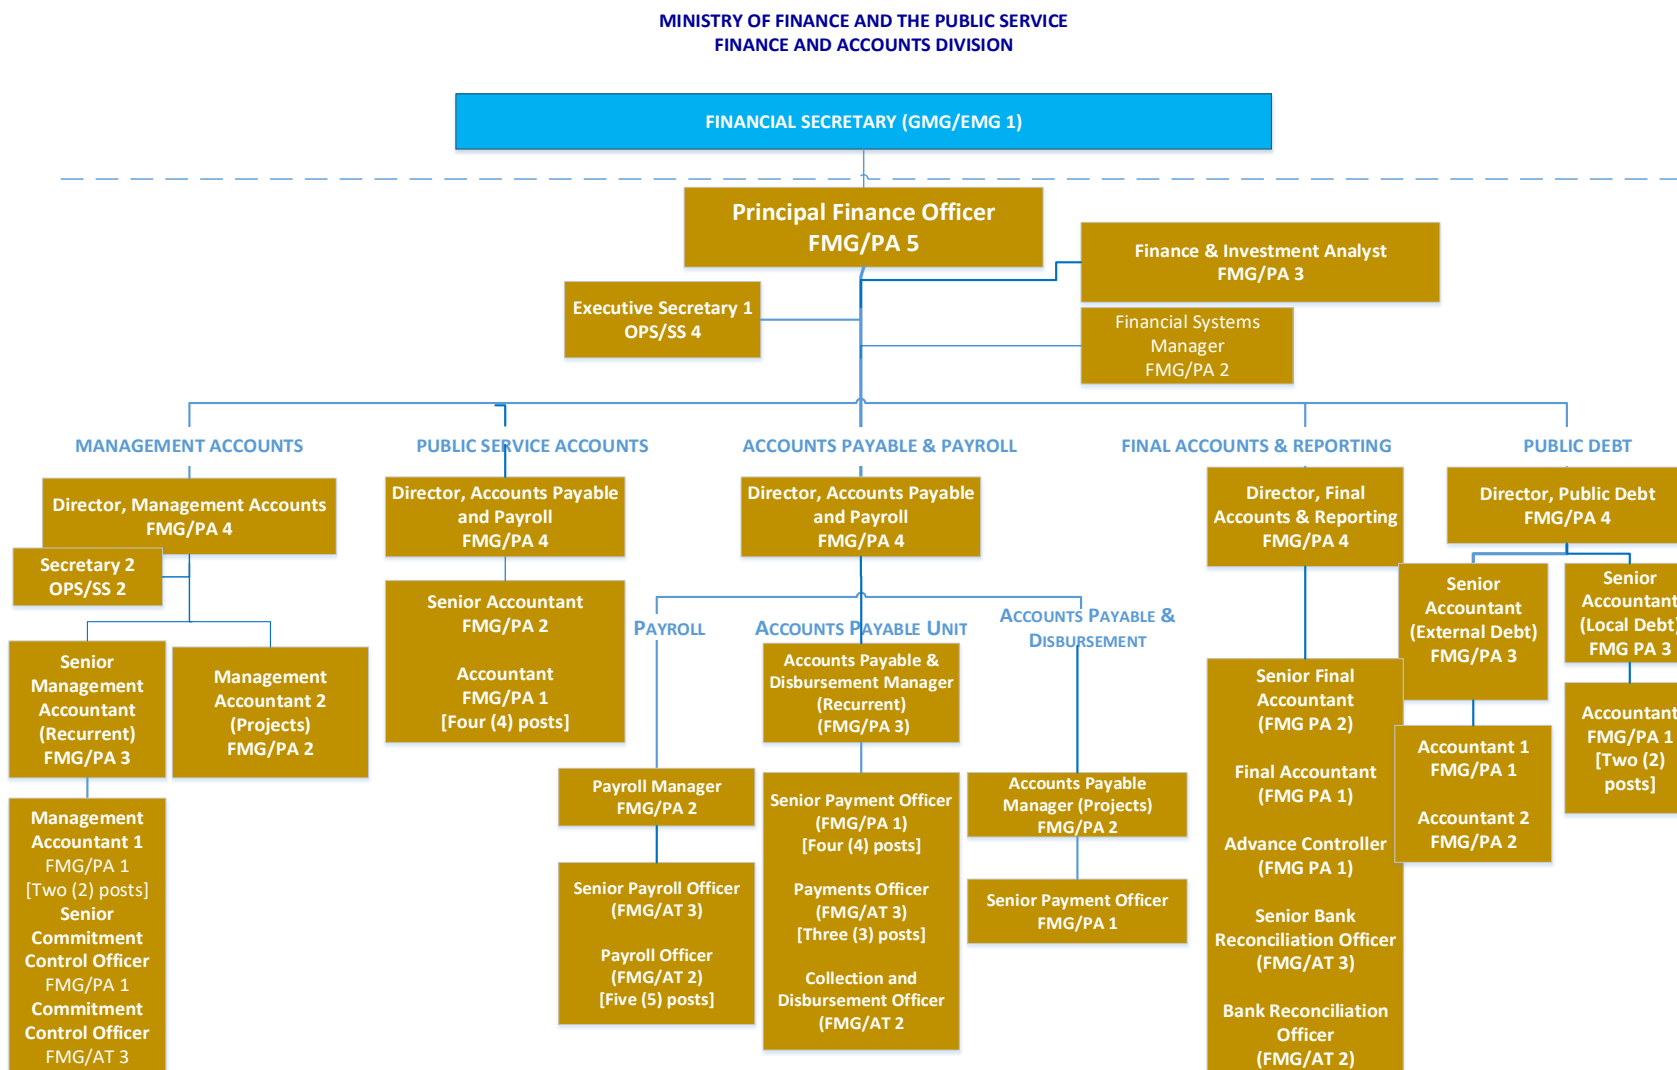 MINISTRY OF FINANCE AND THE PUBLIC SERVICE
FINANCE AND ACCOUNTS DIVISION
FINANCIAL SECRETARY (GMG/EMG 1)
Principal Finance Officer
FMG/PA 5
Finance & Investment Analyst
FMG/PA 3
Executive Secretary 1
OPS/SS 4
Financial Systems
Manager
FMG/PA 2
MANAGEMENT ACCOUNTS
Director, Management Accounts
FMG/PA 4
Secretary 2
OPS/SS 2
Senior
Management
Accountant
(Recurrent)
FMG/PA 3
Management
Accountant 2
(Projects)
FMG/PA 2
Management
Accountant 1
FMG/PA 1
[Two (2) posts]
Senior
Commitment
Control Officer
FMG/PA 1
Commitment
Control Officer
FMG/AT 3
PUBLIC SERVICE ACCOUNTS
Director, Accounts Payable
and Payroll
FMG/PA 4
Senior Accountant
FMG/PA 2
Accountant
FMG/PA 1
[Four (4) posts]
ACCOUNTS PAYABLE & PAYROLL
Director, Accounts Payable
and Payroll
FMG/PA 4
PAYROLL
Payroll Manager
FMG/PA 2
Senior Payroll Officer
(FMG/AT 3)
Payroll Officer
(FMG/AT 2)
[Five (5) posts]
ACCOUNTS PAYABLE UNIT
Accounts Payable &
Disbursement Manager
(Recurrent)
(FMG/PA 3)
Senior Payment Officer
(FMG/PA 1)
[Four (4) posts]
Payments Officer
(FMG/AT 3)
[Three (3) posts]
Collection and
Disbursement Officer
(FMG/AT 2
ACCOUNTS PAYABLE &
DISBURSEMENT
Accounts Payable
Manager (Projects)
FMG/PA 2
Senior Payment Officer
FMG/PA 1
FINAL ACCOUNTS & REPORTING
Director, Final
Accounts & Reporting
FMG/PA 4
Senior Final
Accountant
(FMG PA 2)
Final Accountant
(FMG PA 1)
Advance Controller
(FMG PA 1)
Senior Bank
Reconciliation Officer
(FMG/AT 3)
Bank Reconciliation
Officer
(FMG/AT 2)
PUBLIC DEBT
Director, Public Debt
FMG/PA 4
Senior
Accountant
(External Debt)
FMG/PA 3
Accountant 1
FMG/PA 1
Accountant 2
FMG/PA 2
Senior
Accountant
(Local Debt)
FMG PA 3
Accountant
FMG/PA 1
[Two (2)
posts]